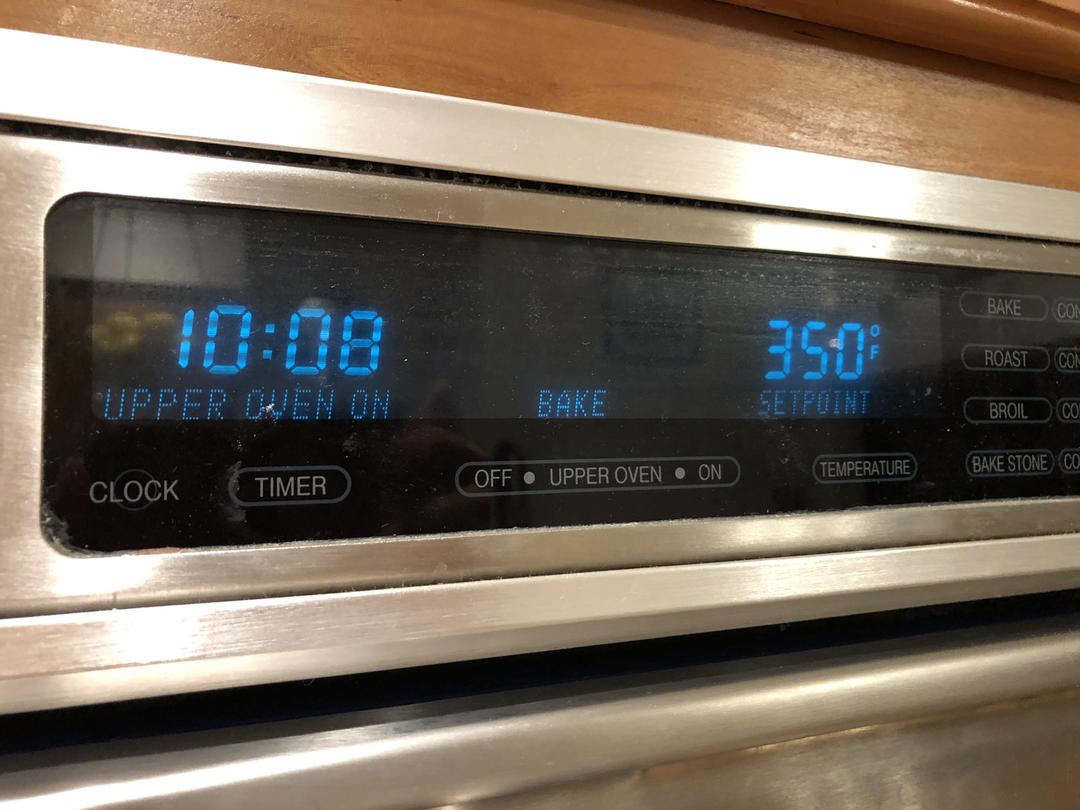 10:08 350°F
UPPER OVEN ON BAKE SETPOINT
CLOCK TIMER OFF • UPPER OVEN • ON TEMPERATURE
BAKE
ROAST
BROIL
BAKE STONE